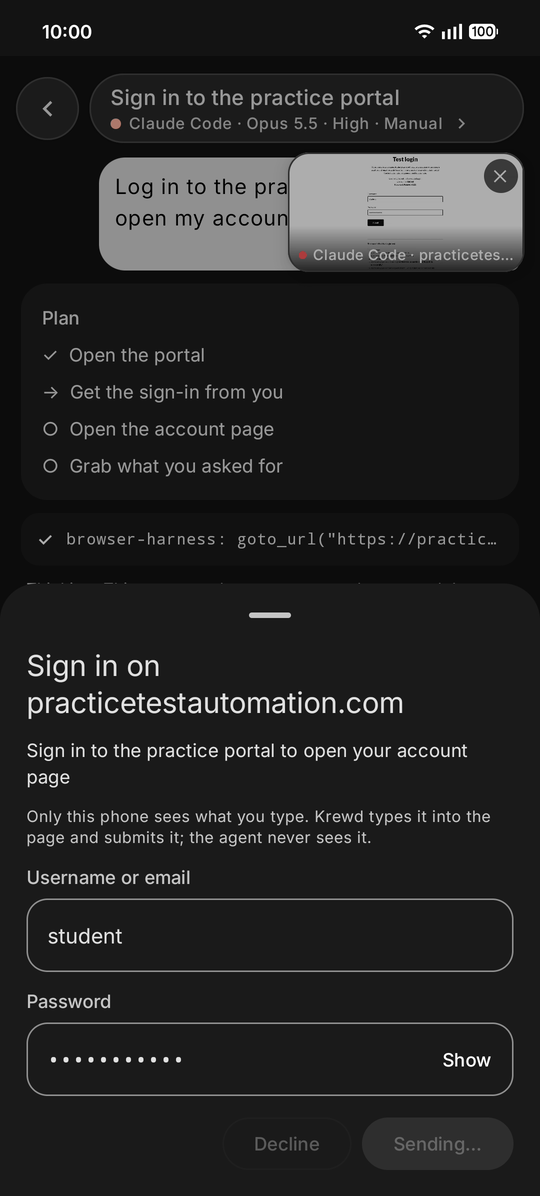 10:00
100
Sign in to the practice portal
Claude Code · Opus 5.5 · High · Manual
Log in to the pra
open my accoun
Test login
Claude Code · practicetes...
Plan
Open the portal
Get the sign-in from you
Open the account page
Grab what you asked for
browser-harness: goto_url("https://practic…
Sign in on
practicetestautomation.com
Sign in to the practice portal to open your account
page
Only this phone sees what you type. Krewd types it into the
page and submits it; the agent never sees it.
Username or email
student
Password
Show
Decline
Sending…